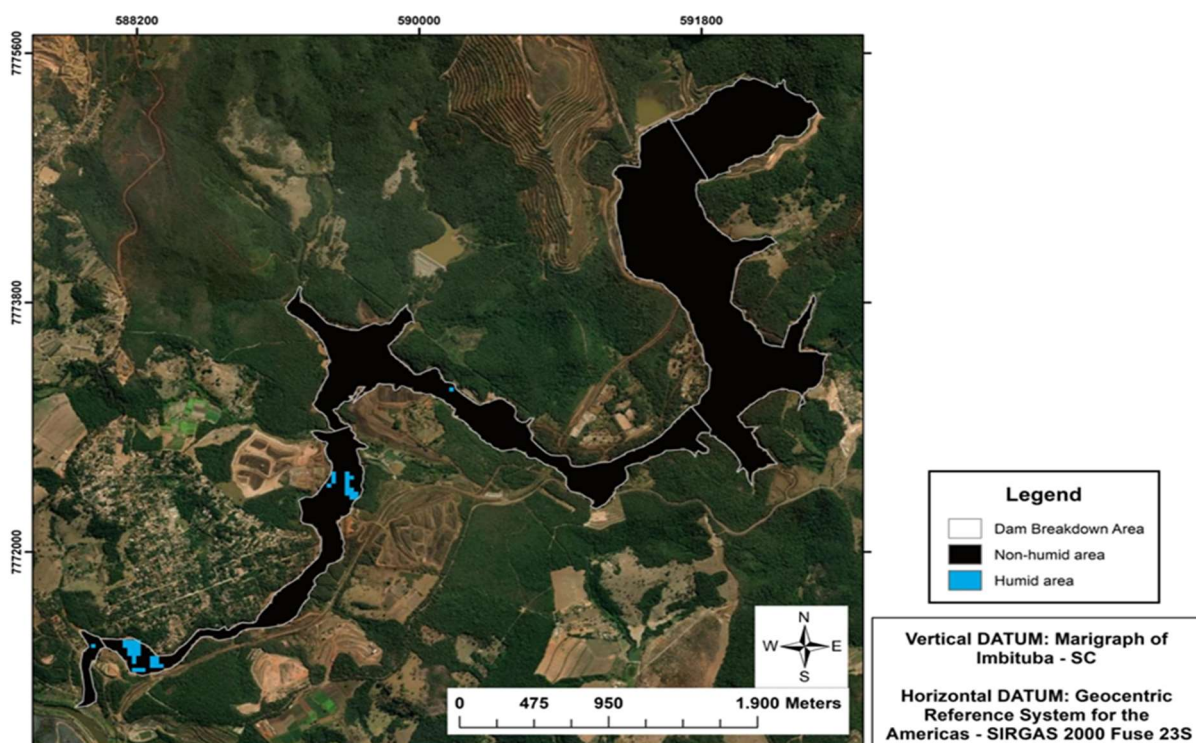 588200
590000
591800
7775600
7773800
7772000
N
W
E
S
0 475 950 1.900 Meters
Legend
Dam Breakdown Area
Non-humid area
Humid area
Vertical DATUM: Marigraph of
Imbituba - SC
Horizontal DATUM: Geocentric
Reference System for the
Americas - SIRGAS 2000 Fuse 23S